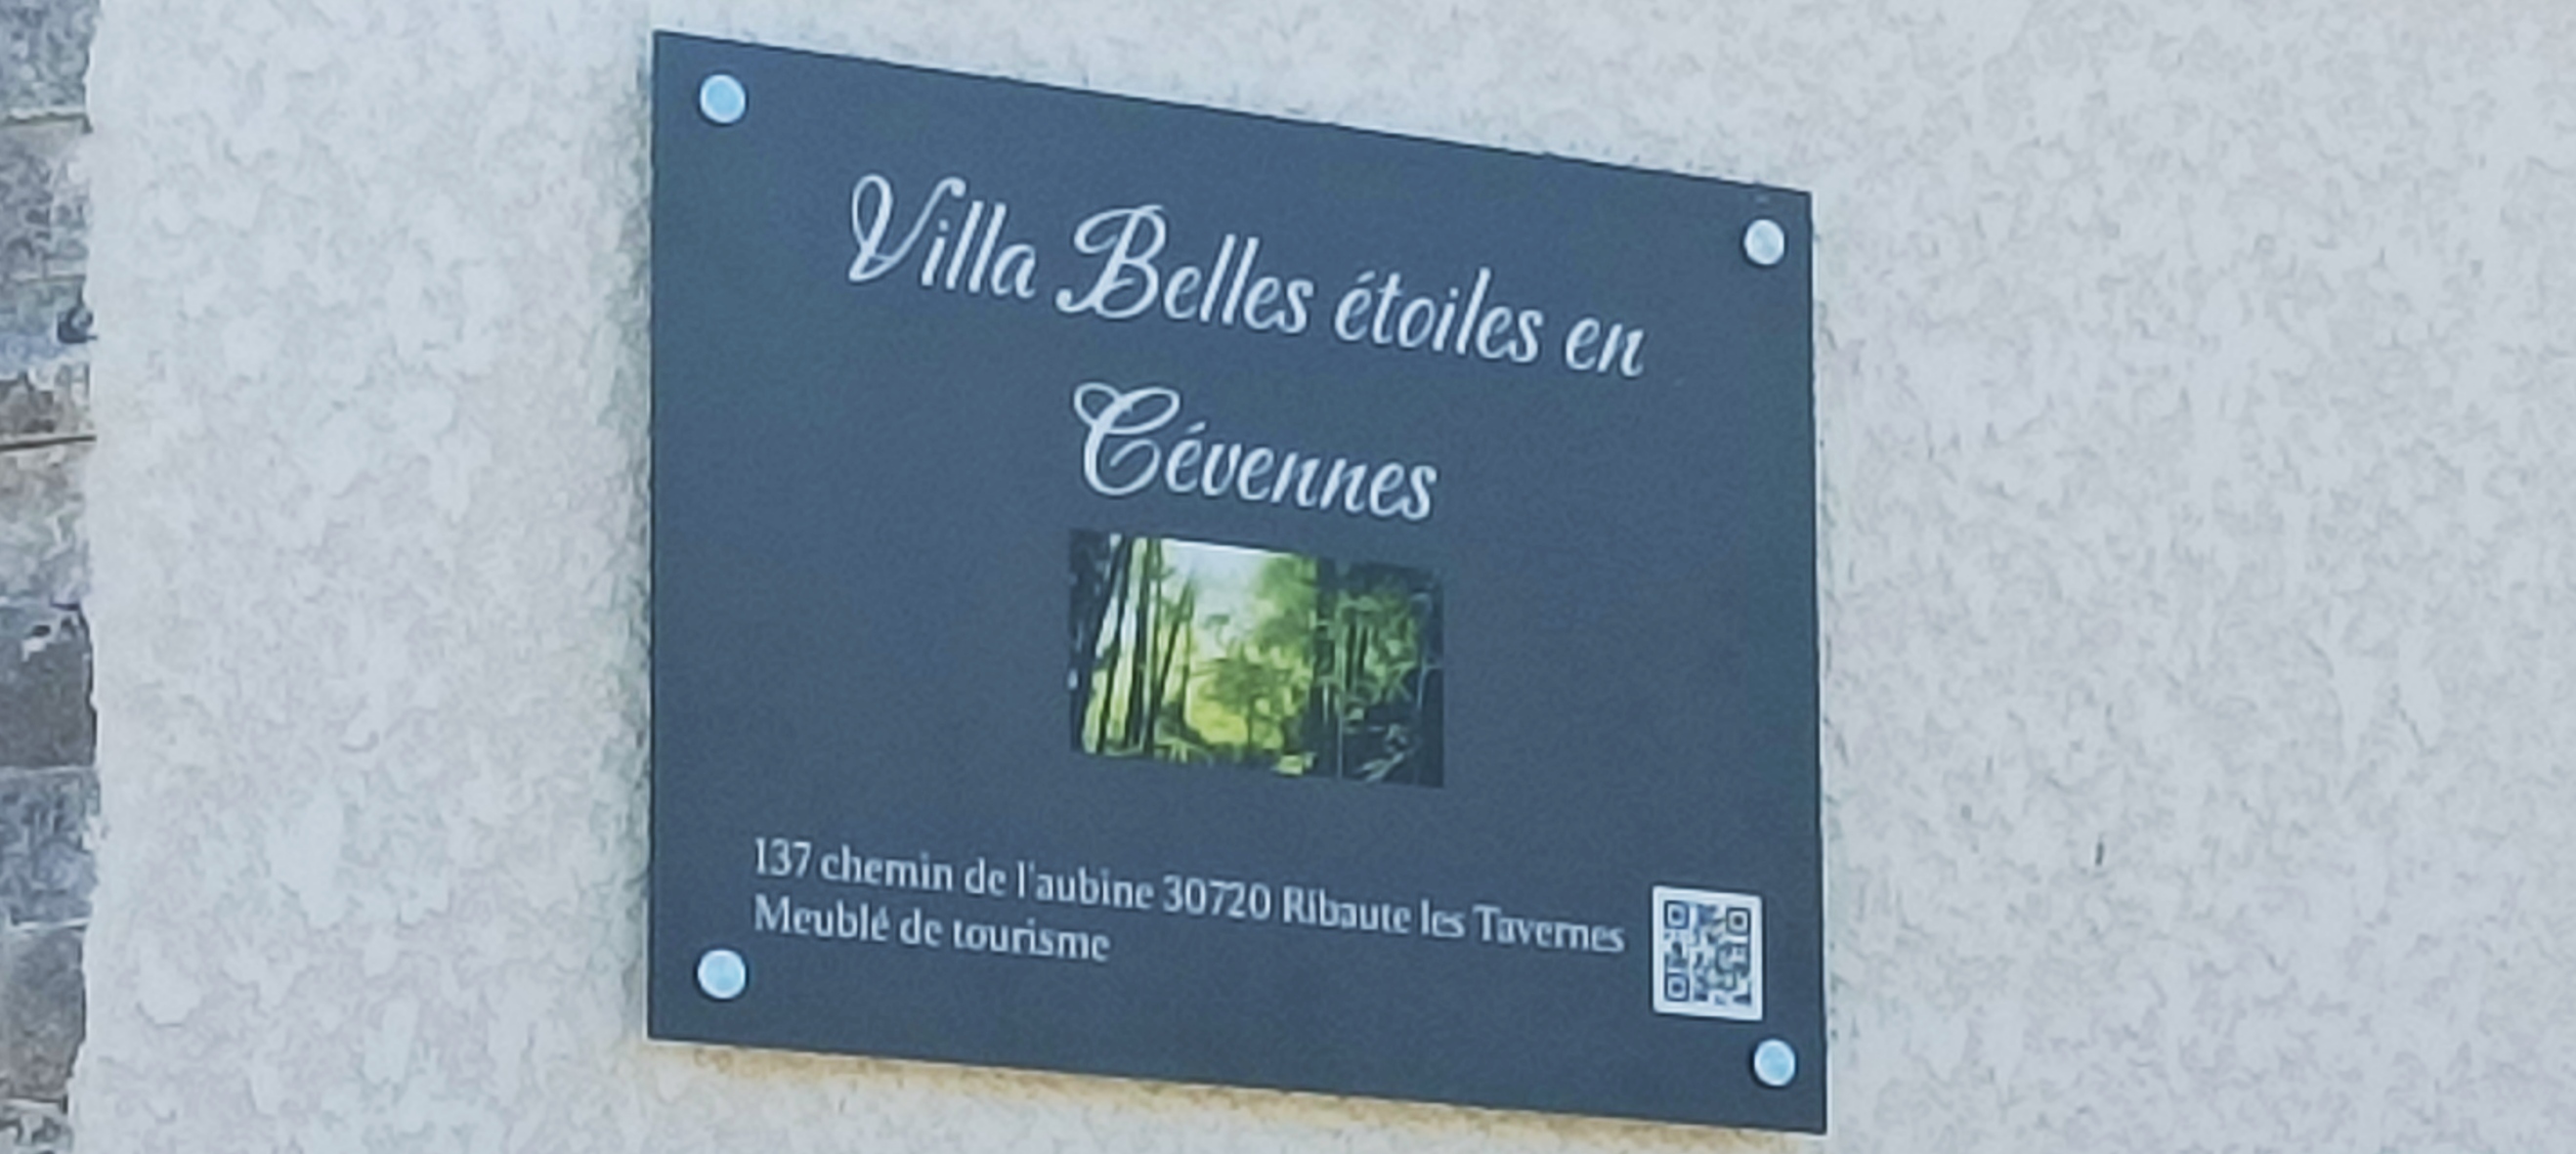 Villa Belles étoiles en
Cévennes
137 chemin de l'aubine 30720 Ribaute les Tavernes
Meublé de tourisme